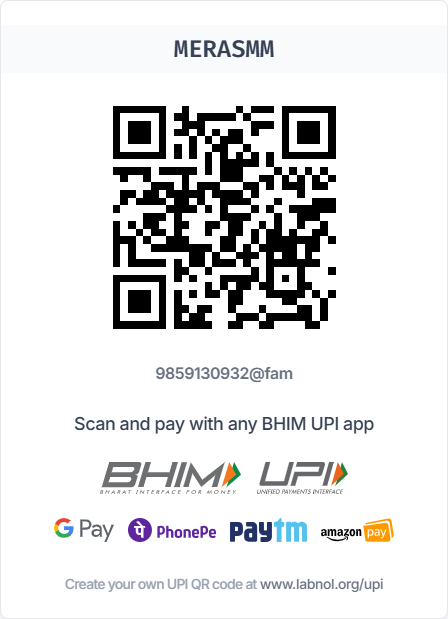 MERASMM
9859130932@fam
Scan and pay with any BHIM UPI app
BHIM UPI
BHARAT INTERFACE FOR MONEY UNIFIED PAYMENTS INTERFACE
G Pay PhonePe paytm amazon pay
Create your own UPI QR code at www.labnol.org/upi